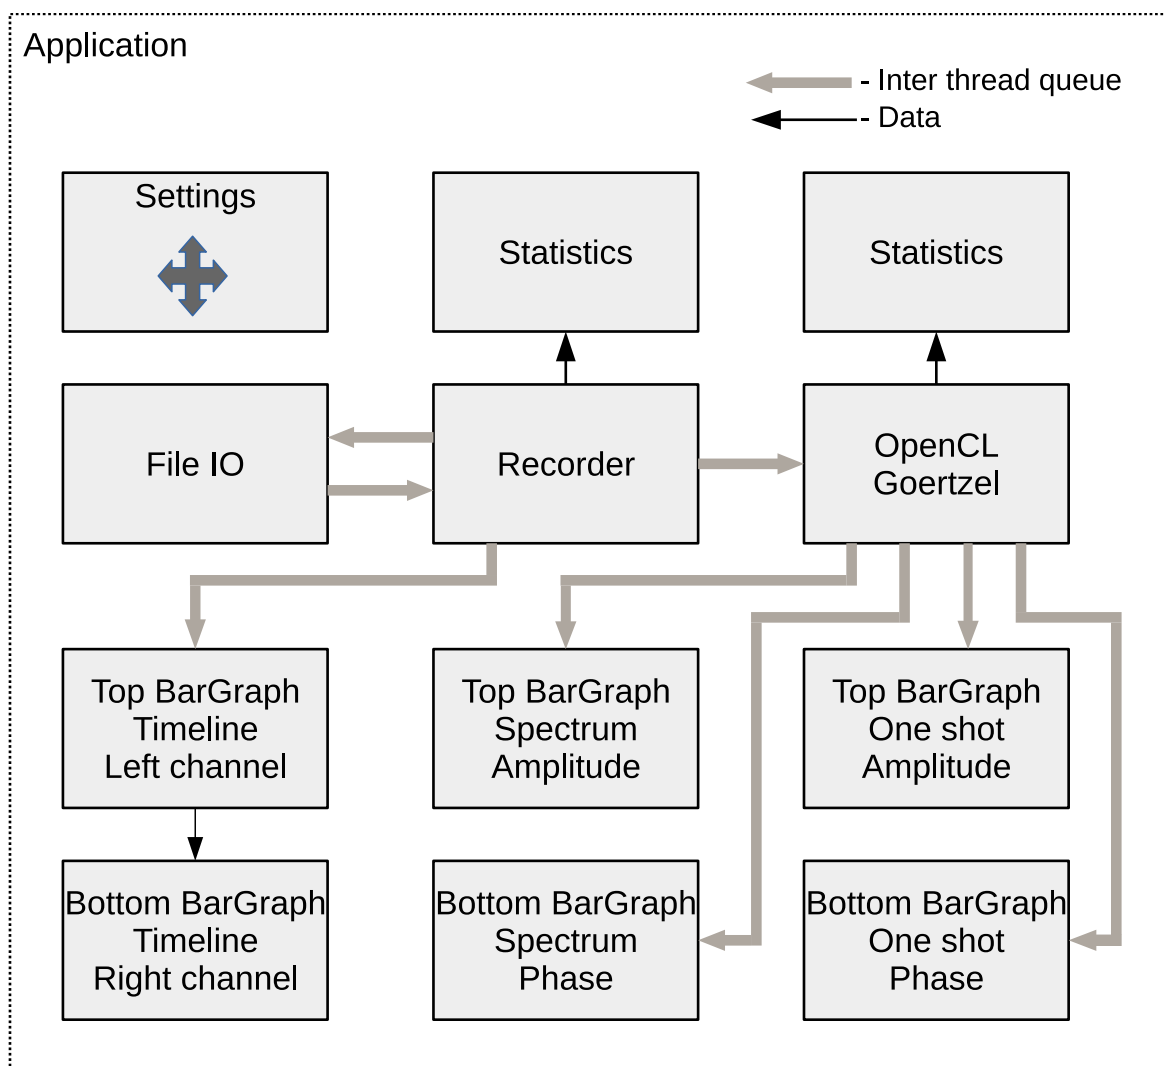 Application
- Inter thread queue
- Data
Settings
Statistics
Statistics
File IO
Recorder
OpenCL
Goertzel
Top BarGraph
Timeline
Left channel
Top BarGraph
Spectrum
Amplitude
Top BarGraph
One shot
Amplitude
Bottom BarGraph
Timeline
Right channel
Bottom BarGraph
Spectrum
Phase
Bottom BarGraph
One shot
Phase